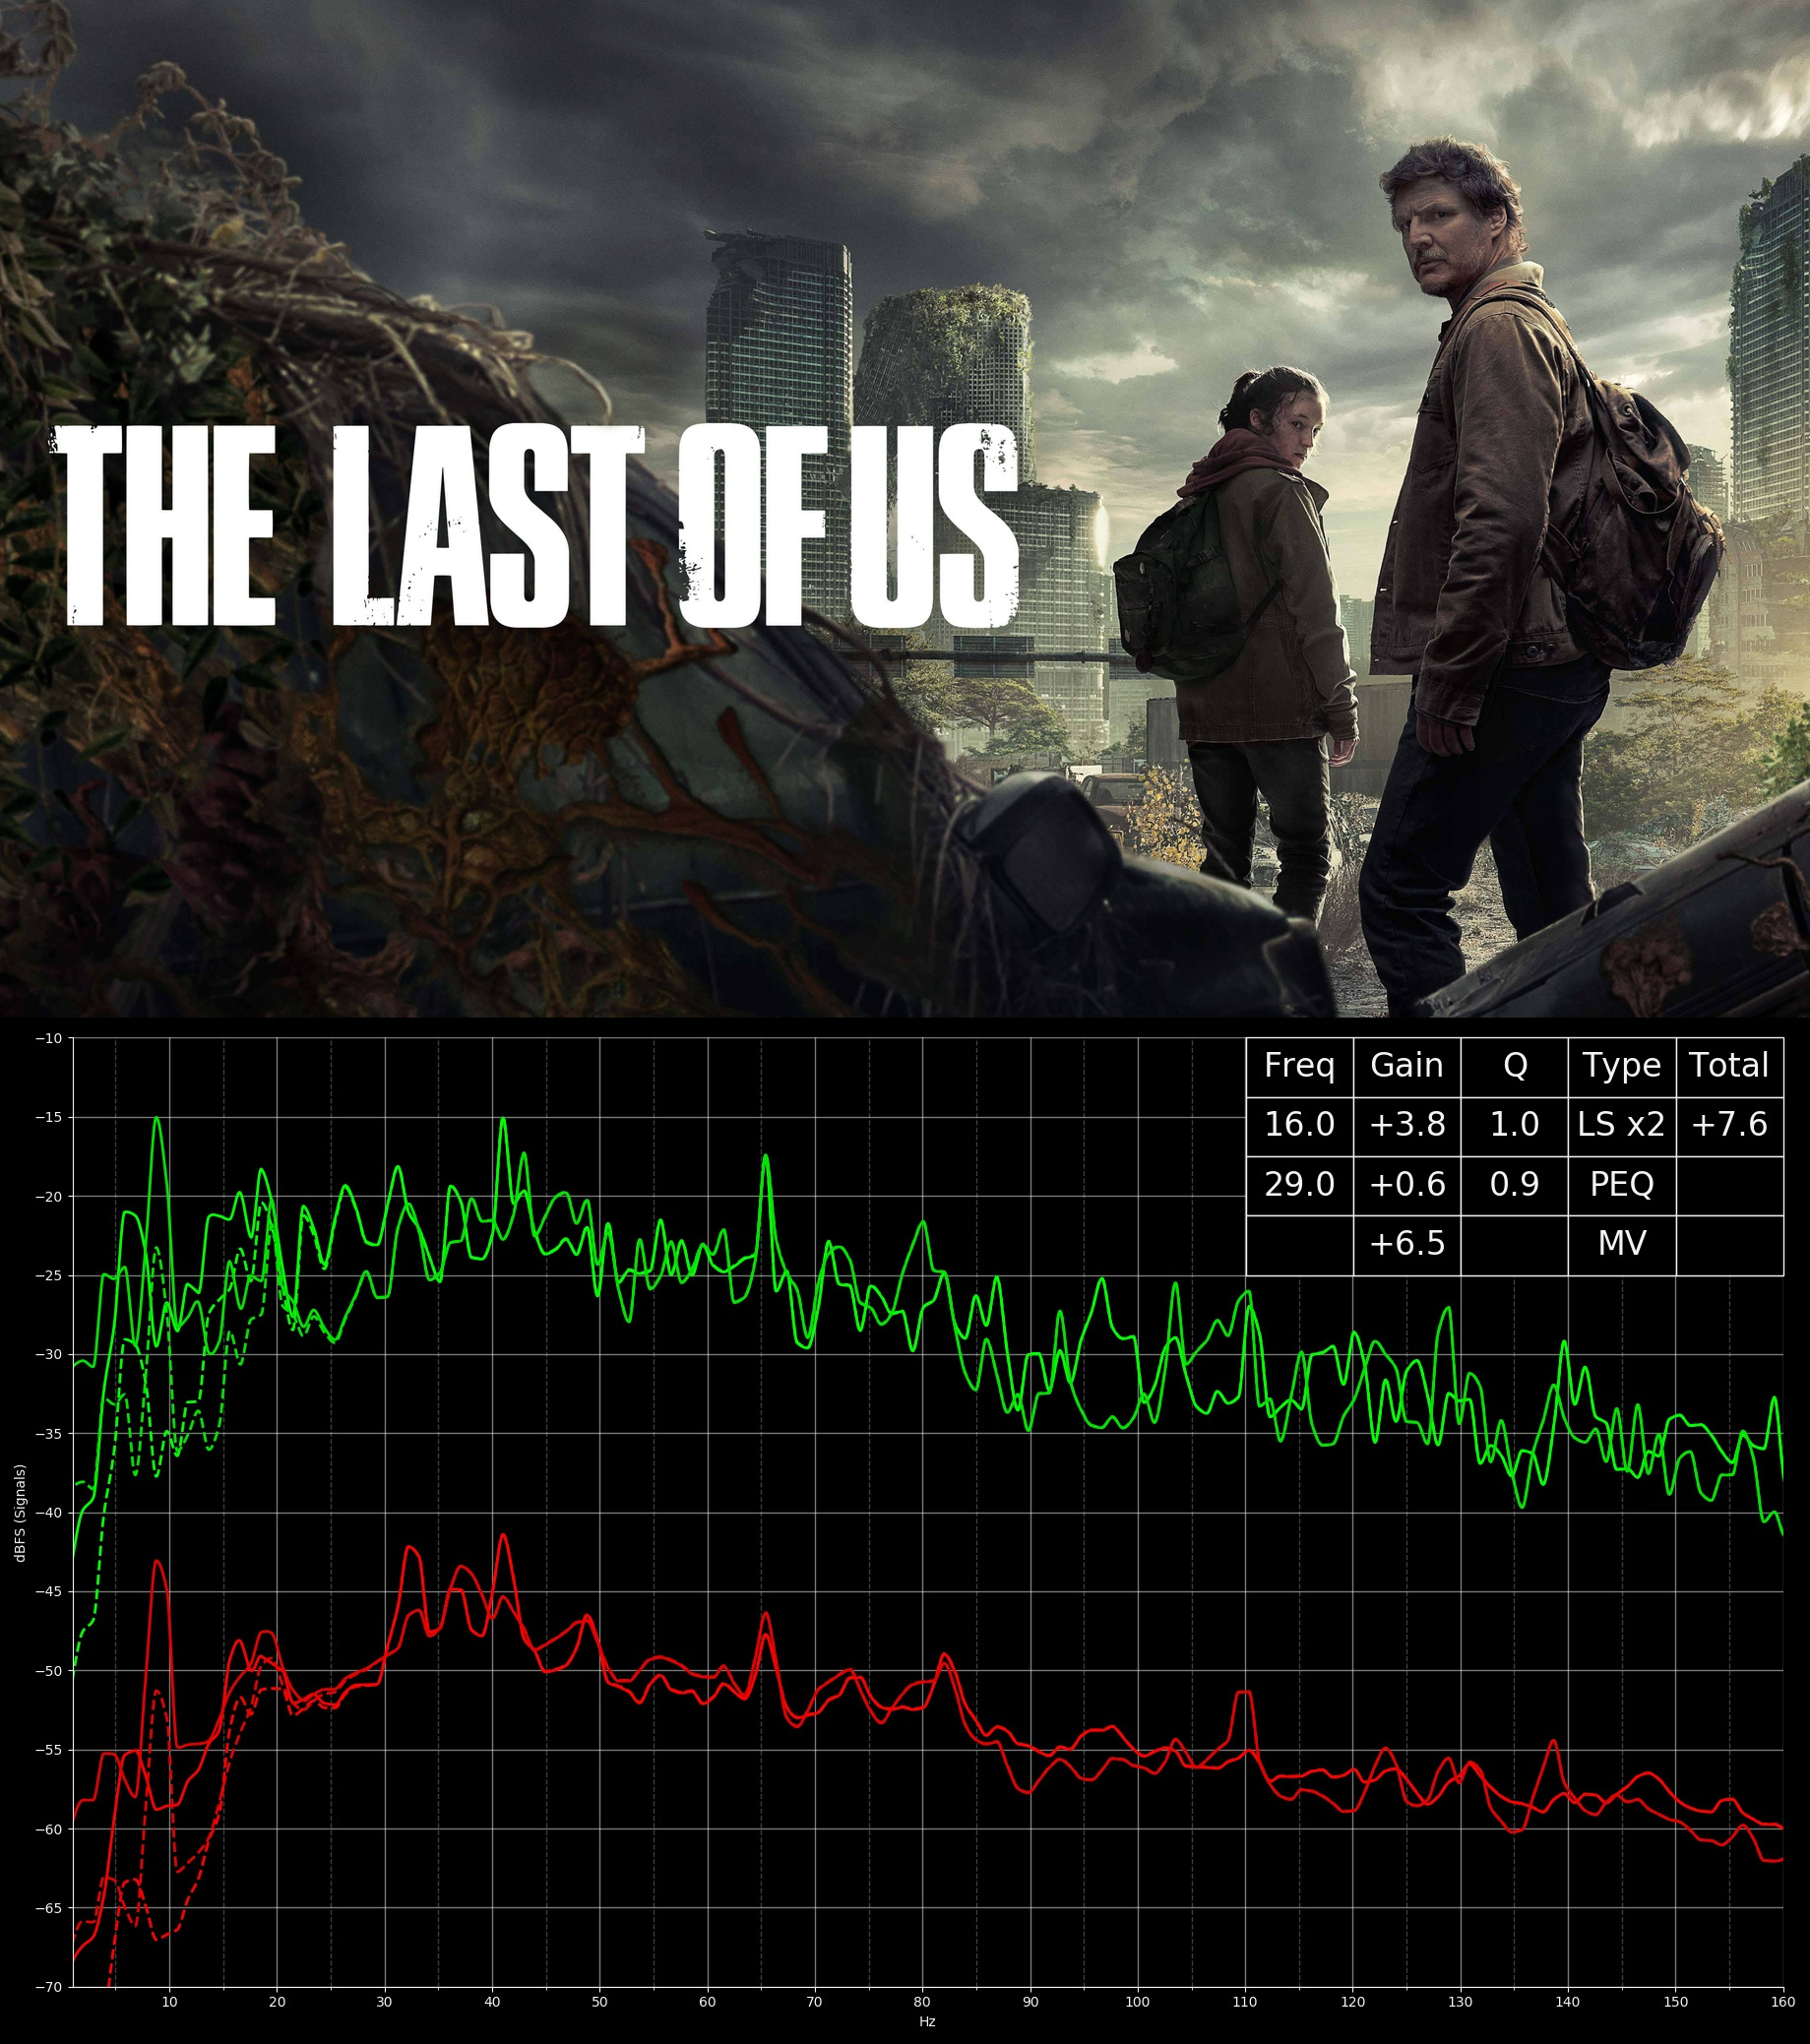 THE LAST OF US
Freq Gain Q Type Total
16.0 +3.8 1.0 LS x2 +7.6
29.0 +0.6 0.9 PEQ
+6.5 MV
−10
−15
−20
−25
−30
−35
−40
−45
−50
−55
−60
−65
−70
dBFS (Signals)
10 20 30 40 50 60 70 80 90 100 110 120 130 140 150 160
Hz